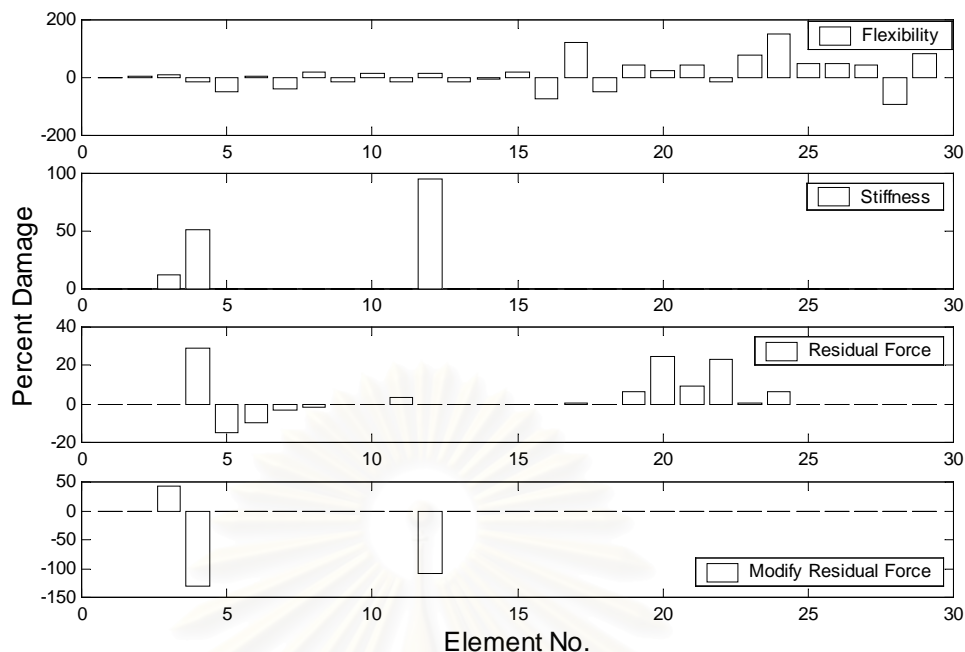 200
0
-200
Flexibility
0 5 10 15 20 25 30
100
50
0
Stiffness
0 5 10 15 20 25 30
Percent Damage
40
20
0
-20
Residual Force
0 5 10 15 20 25 30
50
0
-50
-100
-150
Modify Residual Force
0 5 10 15 20 25 30
Element No.